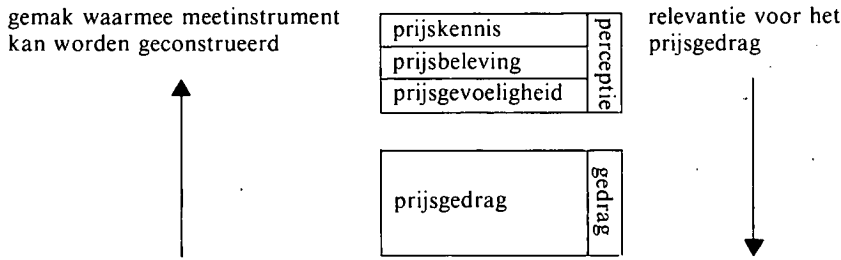 gemak waarmee meetinstrument
kan worden geconstrueerd
prijskennis
prijsbeleving
prijsgevoeligheid
perceptie
relevantie voor het
prijsgedrag
prijsgedrag
gedrag